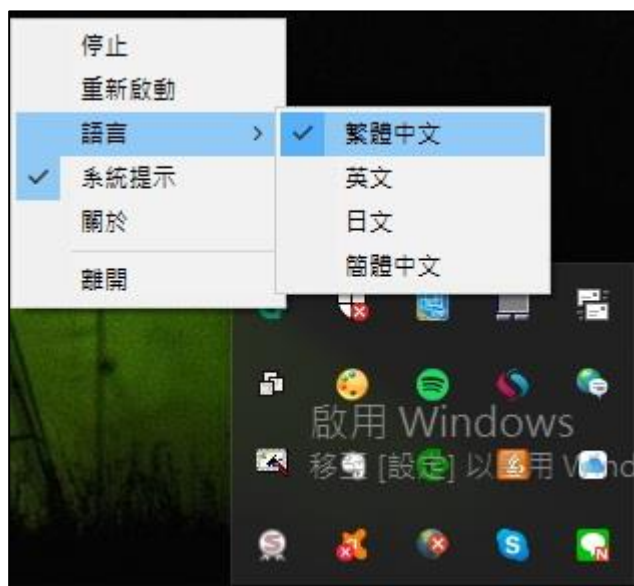 停止
重新啟動
語言
系統提示
關於
離開
繁體中文
英文
日文
簡體中文
啟用 Windows
移至 [設定] 以啟用 Wind